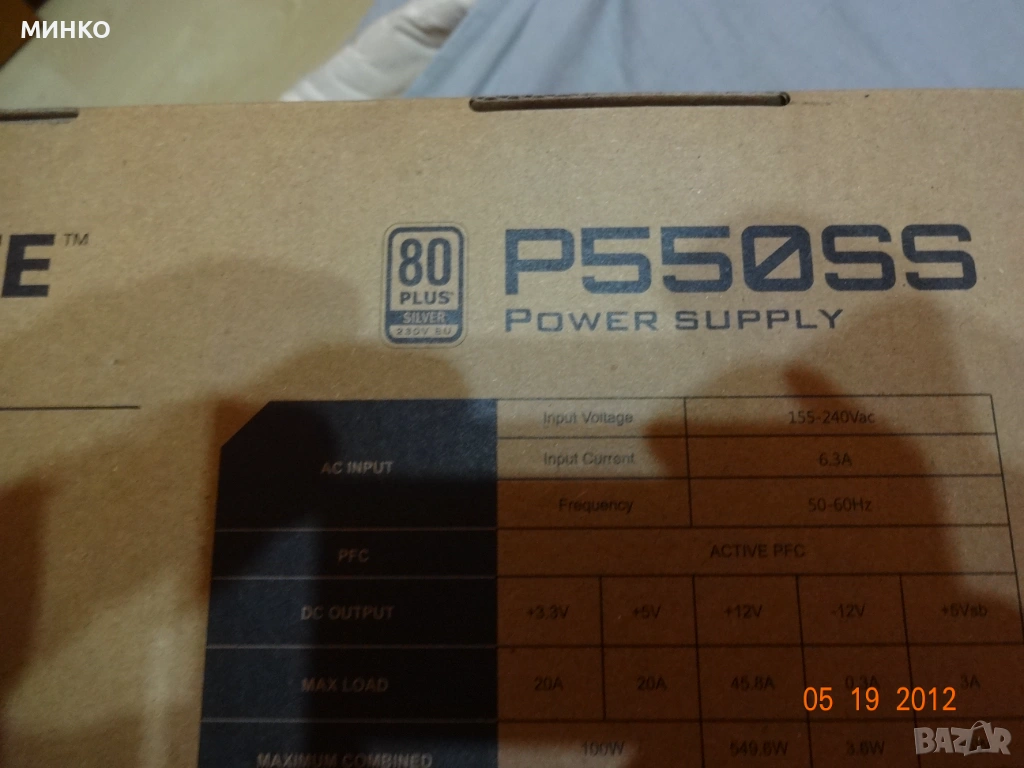 МИНКО
E™
80
PLUS®
SILVER
230V EU
P550SS
POWER SUPPLY
AC INPUT
Input Voltage 155-240Vac
Input Current 6.3A
Frequency 50-60Hz
PFC ACTIVE PFC
DC OUTPUT +3.3V +5V +12V -12V +5Vsb
MAX LOAD 20A 20A 45.8A 0.3A 3A
MAXIMUM COMBINED 100W 549.6W 3.6W
05 19 2012
BAZAR